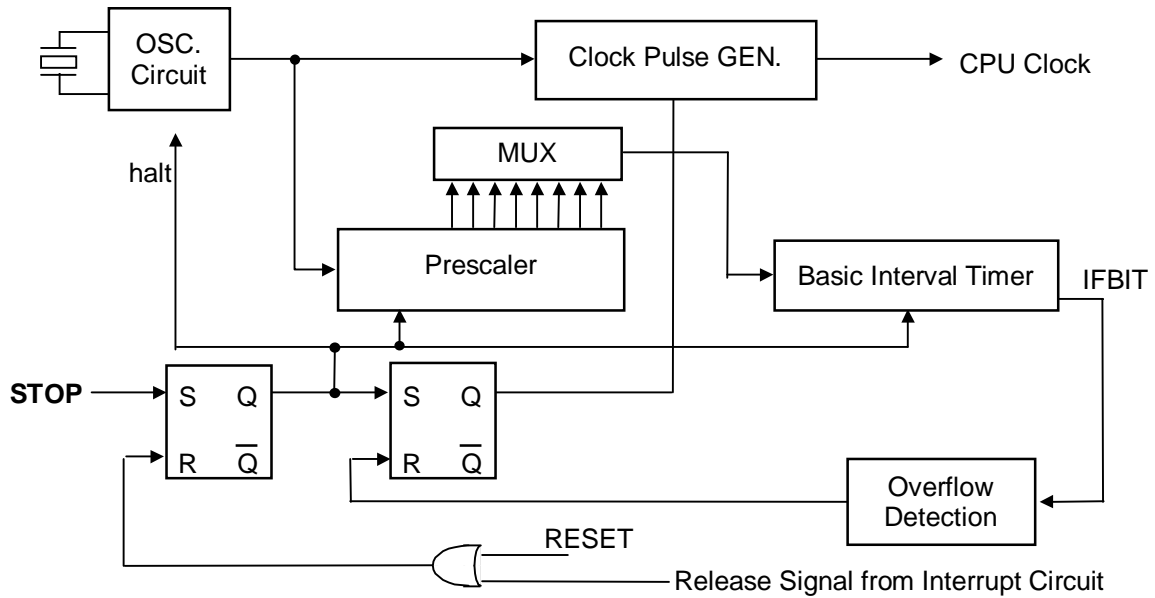 OSC.
Circuit
Clock Pulse GEN.
CPU Clock
MUX
halt
Prescaler
Basic Interval Timer
IFBIT
STOP
S Q
R Q
S Q
R Q
Overflow
Detection
RESET
Release Signal from Interrupt Circuit